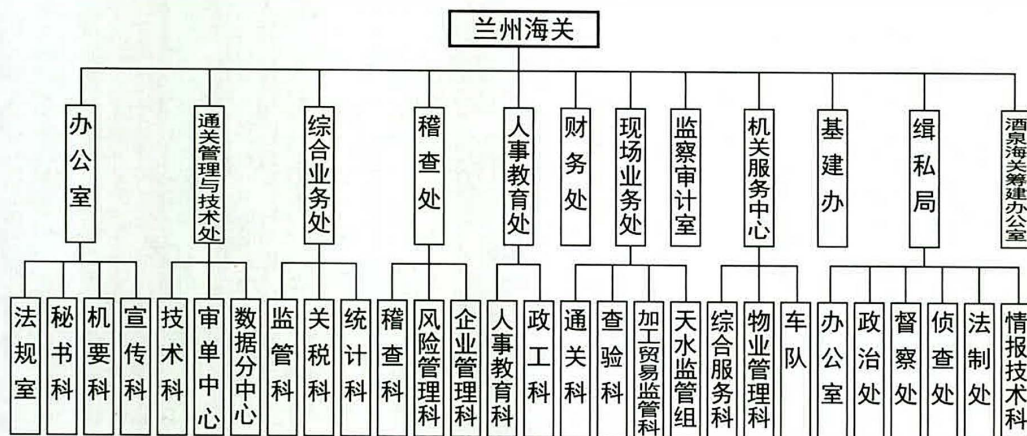 兰州海关
办公室
通关管理与技术处
综合业务处
稽查处
人事教育处
财务处
现场业务处
监察审计室
机关服务中心
基建办
缉私局
酒泉海关筹建办公室
法规室
秘书科
机要科
宣传科
技术科
审单中心
数据分中心
监管科
关税科
统计科
稽查科
风险管理科
企业管理科
人事教育科
政工科
通关科
查验科
加工贸易监管科
天水监管组
综合服务科
物业管理科
车队
办公室
政治处
督察处
侦查处
法制处
情报技术科